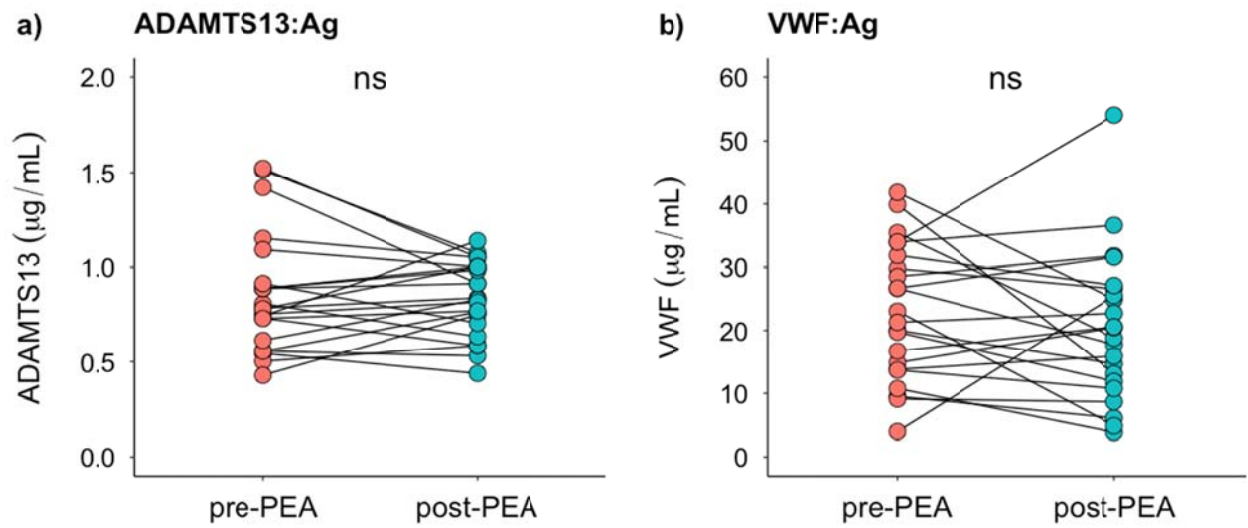 a) ADAMTS13:Ag
ns
ADAMTS13 (μg/mL)
2.0
1.5
1.0
0.5
0.0
pre-PEA post-PEA
b) VWF:Ag
ns
VWF (μg/mL)
60
50
40
30
20
10
0
pre-PEA post-PEA